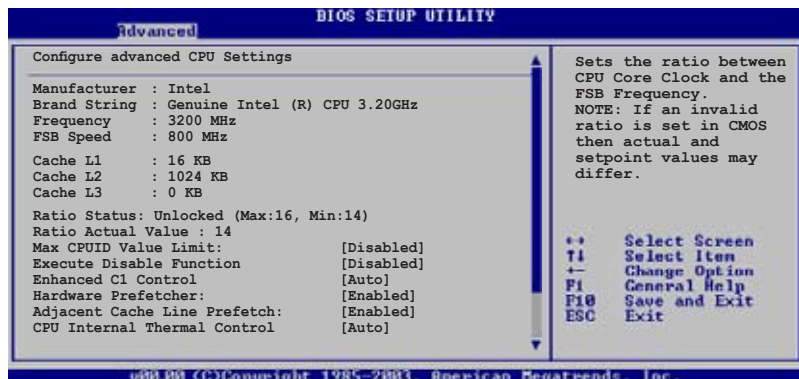 BIOS SETUP UTILITY
Advanced
Configure advanced CPU Settings
Manufacturer : Intel
Brand String : Genuine Intel (R) CPU 3.20GHz
Frequency : 3200 MHz
FSB Speed : 800 MHz
Cache L1 : 16 KB
Cache L2 : 1024 KB
Cache L3 : 0 KB
Ratio Status: Unlocked (Max:16, Min:14)
Ratio Actual Value : 14
Max CPUID Value Limit: [Disabled]
Execute Disable Function [Disabled]
Enhanced C1 Control [Auto]
Hardware Prefetcher: [Enabled]
Adjacent Cache Line Prefetch: [Enabled]
CPU Internal Thermal Control [Auto]
Sets the ratio between
CPU Core Clock and the
FSB Frequency.
NOTE: If an invalid
ratio is set in CMOS
then actual and
setpoint values may
differ.
↔ Select Screen
↑↓ Select Item
+- Change Option
F1 General Help
F10 Save and Exit
ESC Exit
v00.00 (C)Copyright 1985-2003, American Megatrends, Inc.